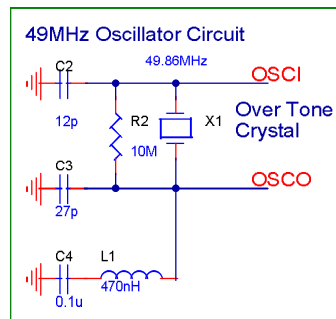 49MHz Oscillator Circuit
C2
49.86MHz
OSCI
12p
R2
X1
Over Tone
Crystal
10M
C3
OSCO
27p
C4
L1
470nH
0.1u